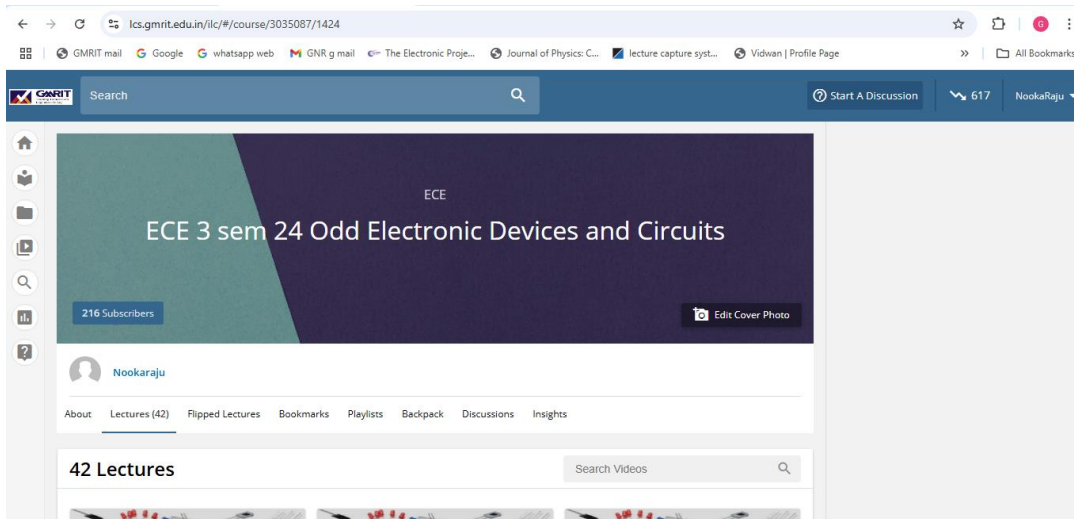 lcs.gmrit.edu.in/ilc/#/course/3035087/1424
G
GMRIT mail
Google
whatsapp web
GNR g mail
The Electronic Proje...
Journal of Physics: C...
lecture capture syst...
Vidwan | Profile Page
»
All Bookmarks
GMRIT
Search
Start A Discussion
617
NookaRaju
ECE
ECE 3 sem 24 Odd Electronic Devices and Circuits
216 Subscribers
Edit Cover Photo
Nookaraju
About Lectures (42) Flipped Lectures Bookmarks Playlists Backpack Discussions Insights
42 Lectures
Search Videos